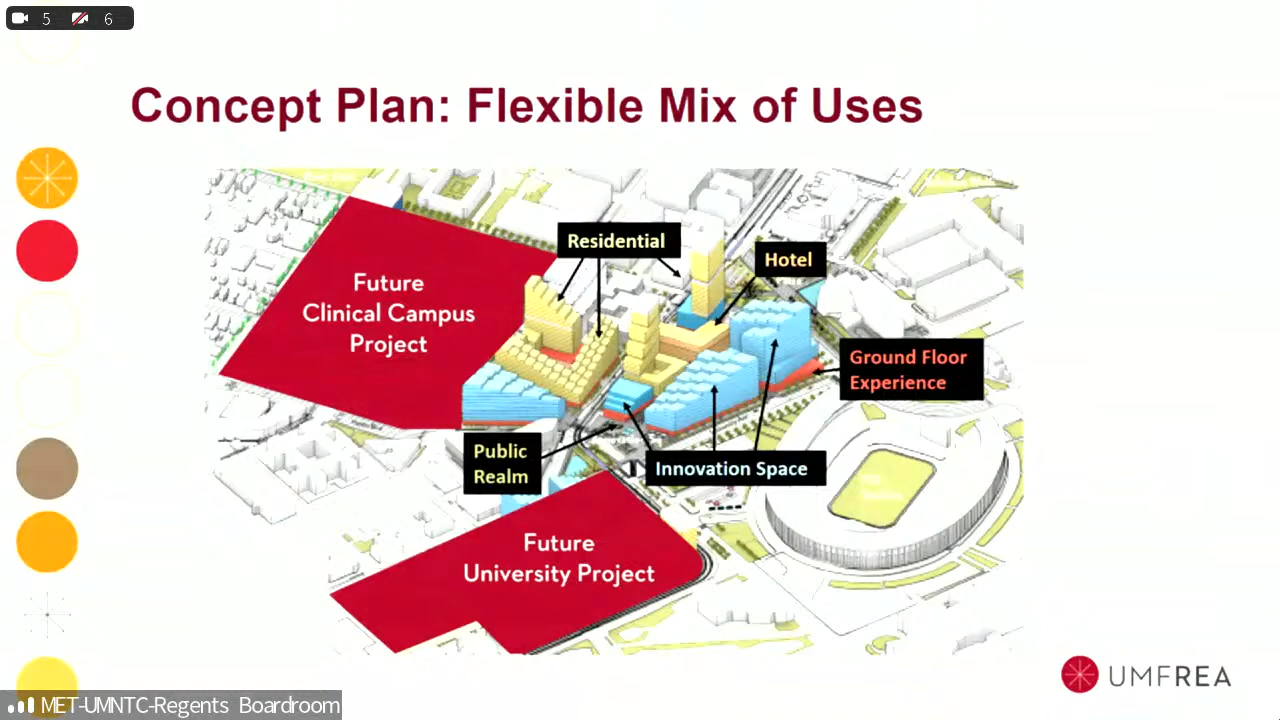 5 6
Concept Plan: Flexible Mix of Uses
Residential
Hotel
Future
Clinical Campus
Project
Ground Floor
Experience
Public
Realm
Innovation Space
Future
University Project
UMFREA
MET-UMNTC-Regents Boardroom